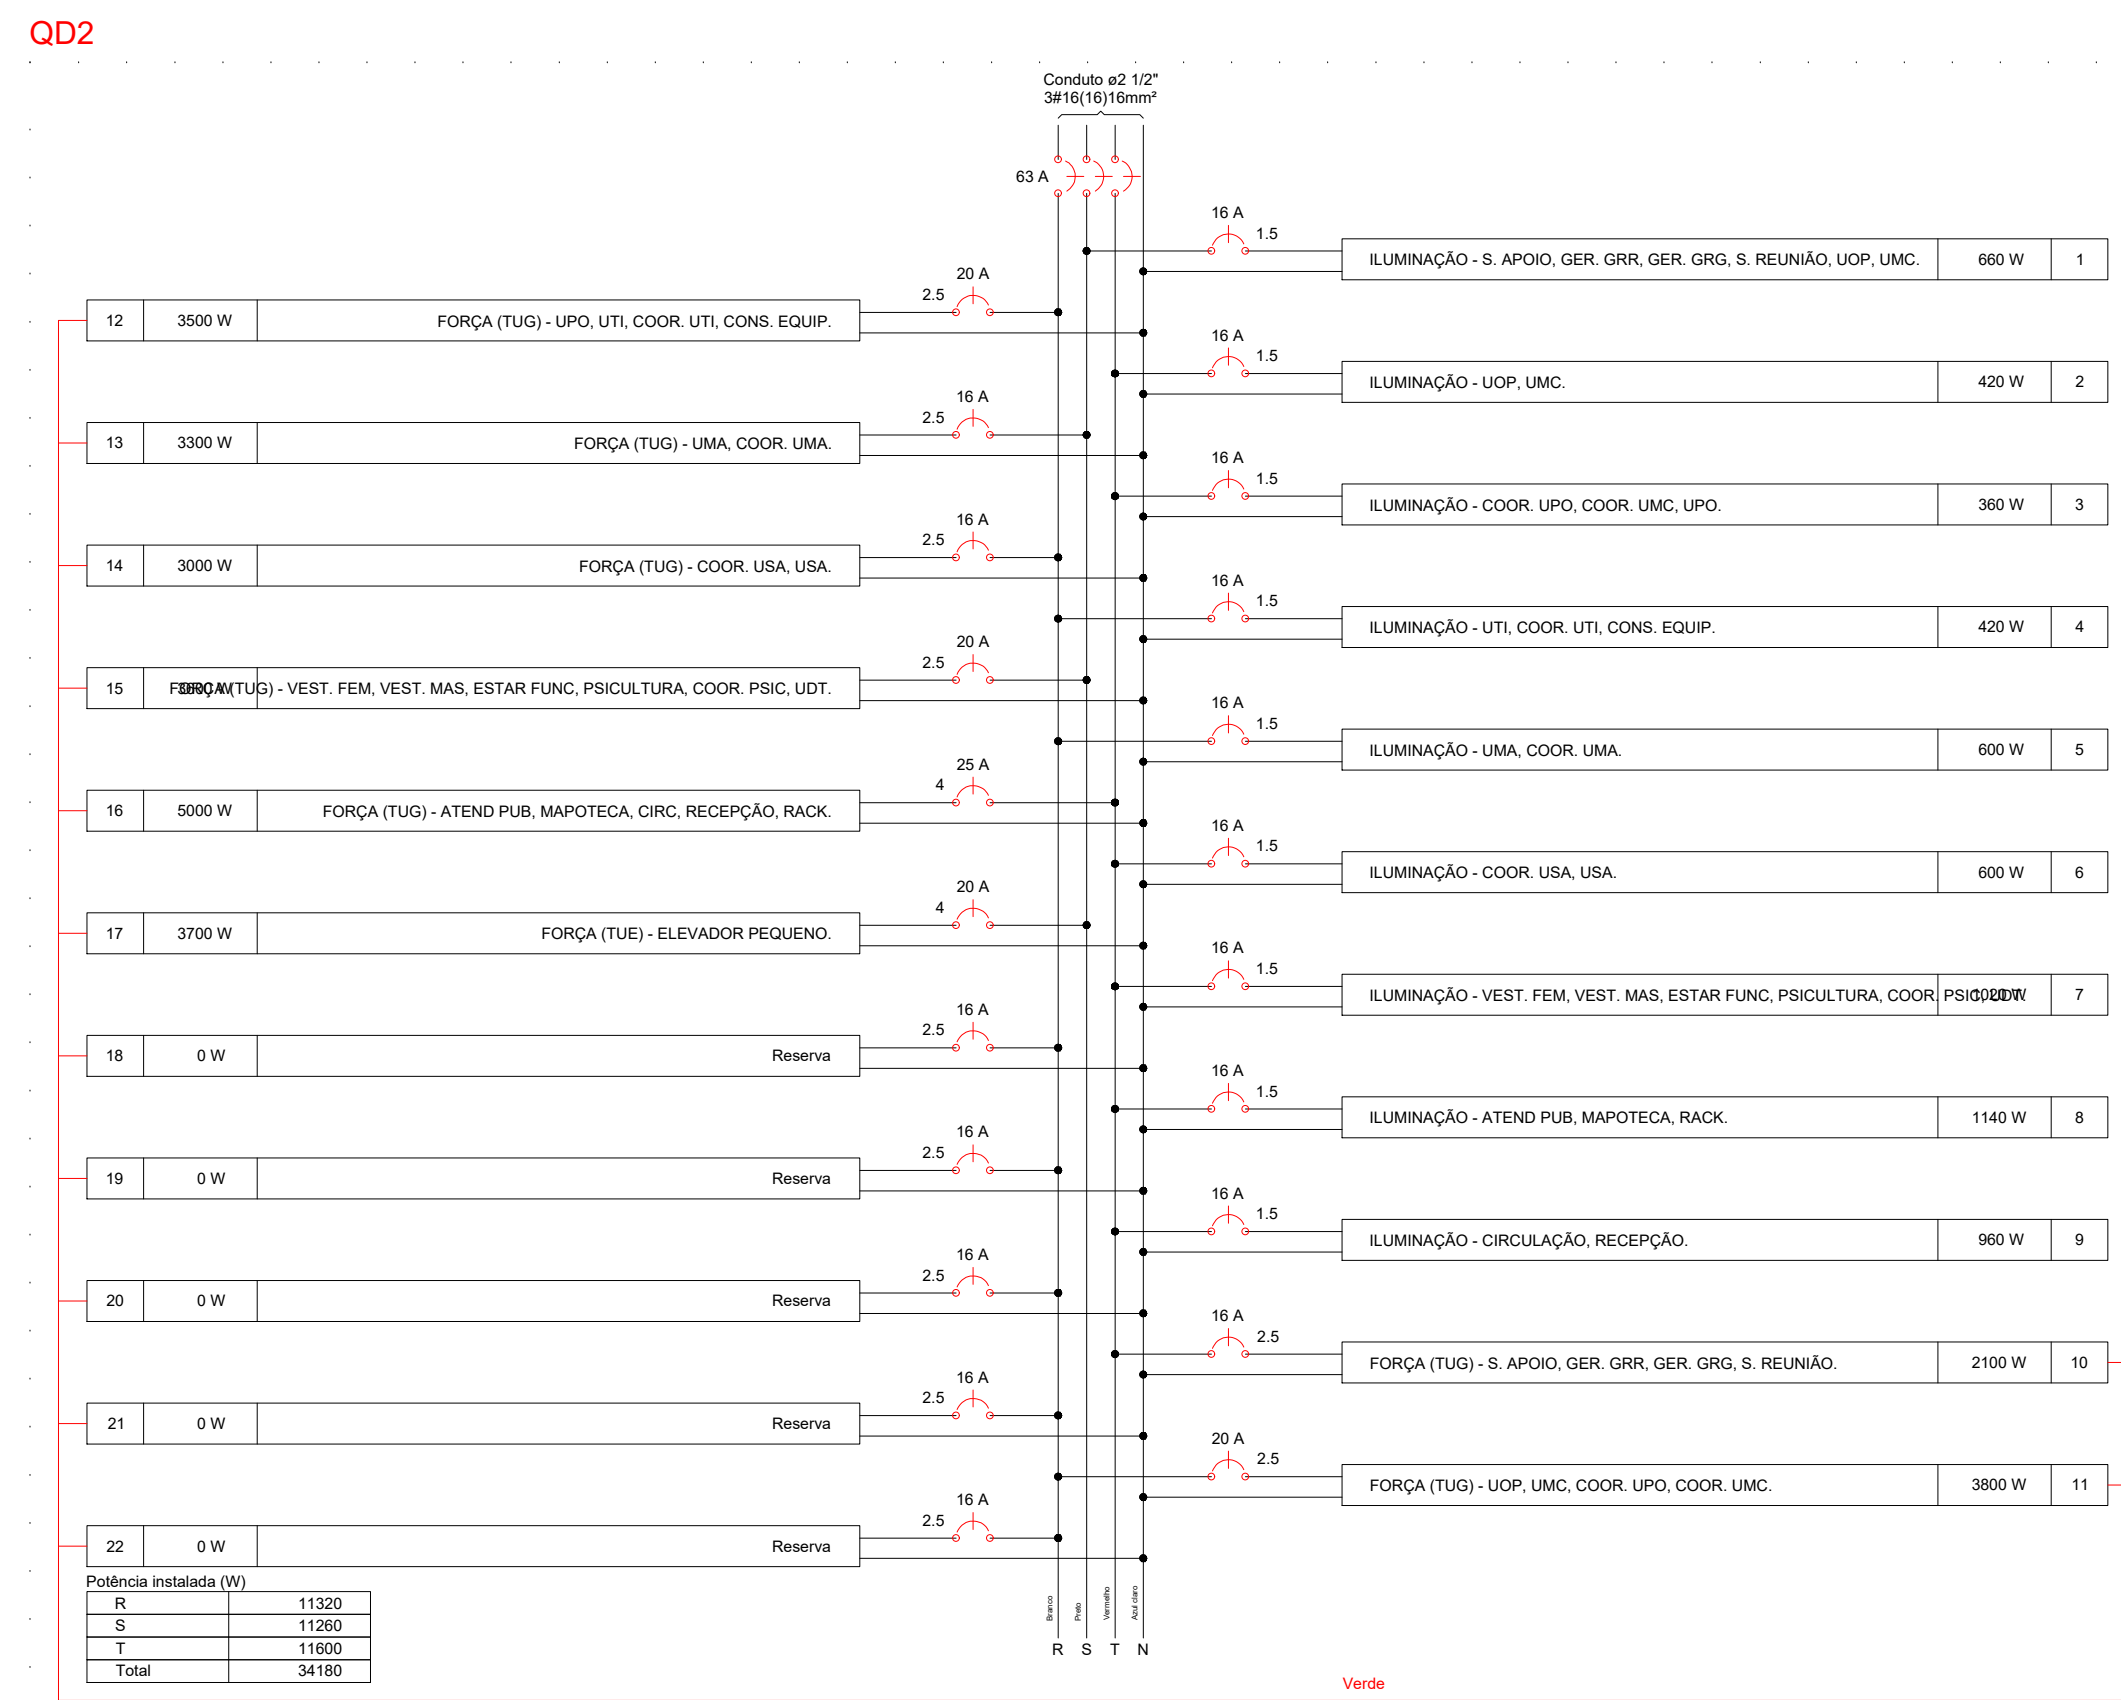 QD2
Conduto ø2 1/2"
3#16(16)16mm²
63 A
16 A
1.5
ILUMINAÇÃO - S. APOIO, GER. GRR, GER. GRG, S. REUNIÃO, UOP, UMC. 660 W 1
20 A
2.5
12 3500 W FORÇA (TUG) - UPO, UTI, COOR. UTI, CONS. EQUIP.
16 A
1.5
ILUMINAÇÃO - UOP, UMC. 420 W 2
16 A
2.5
13 3300 W FORÇA (TUG) - UMA, COOR. UMA.
16 A
1.5
ILUMINAÇÃO - COOR. UPO, COOR. UMC, UPO. 360 W 3
16 A
2.5
14 3000 W FORÇA (TUG) - COOR. USA, USA.
16 A
1.5
ILUMINAÇÃO - UTI, COOR. UTI, CONS. EQUIP. 420 W 4
20 A
2.5
15 3600 W FORÇA (TUG) - VEST. FEM, VEST. MAS, ESTAR FUNC, PSICULTURA, COOR. PSIC, UDT.
16 A
1.5
ILUMINAÇÃO - UMA, COOR. UMA. 600 W 5
25 A
4
16 5000 W FORÇA (TUG) - ATEND PUB, MAPOTECA, CIRC, RECEPÇÃO, RACK.
16 A
1.5
ILUMINAÇÃO - COOR. USA, USA. 600 W 6
20 A
4
17 3700 W FORÇA (TUE) - ELEVADOR PEQUENO.
16 A
1.5
ILUMINAÇÃO - VEST. FEM, VEST. MAS, ESTAR FUNC, PSICULTURA, COOR. PSIC, UDT. 1020 W 7
16 A
2.5
18 0 W Reserva
16 A
1.5
ILUMINAÇÃO - ATEND PUB, MAPOTECA, RACK. 1140 W 8
16 A
2.5
19 0 W Reserva
16 A
1.5
ILUMINAÇÃO - CIRCULAÇÃO, RECEPÇÃO. 960 W 9
16 A
2.5
20 0 W Reserva
16 A
2.5
FORÇA (TUG) - S. APOIO, GER. GRR, GER. GRG, S. REUNIÃO. 2100 W 10
16 A
2.5
21 0 W Reserva
20 A
2.5
FORÇA (TUG) - UOP, UMC, COOR. UPO, COOR. UMC. 3800 W 11
16 A
2.5
22 0 W Reserva
Potência instalada (W)
R 11320
S 11260
T 11600
Total 34180
Branco
Preto
Vermelho
Azul claro
R S T N
Verde